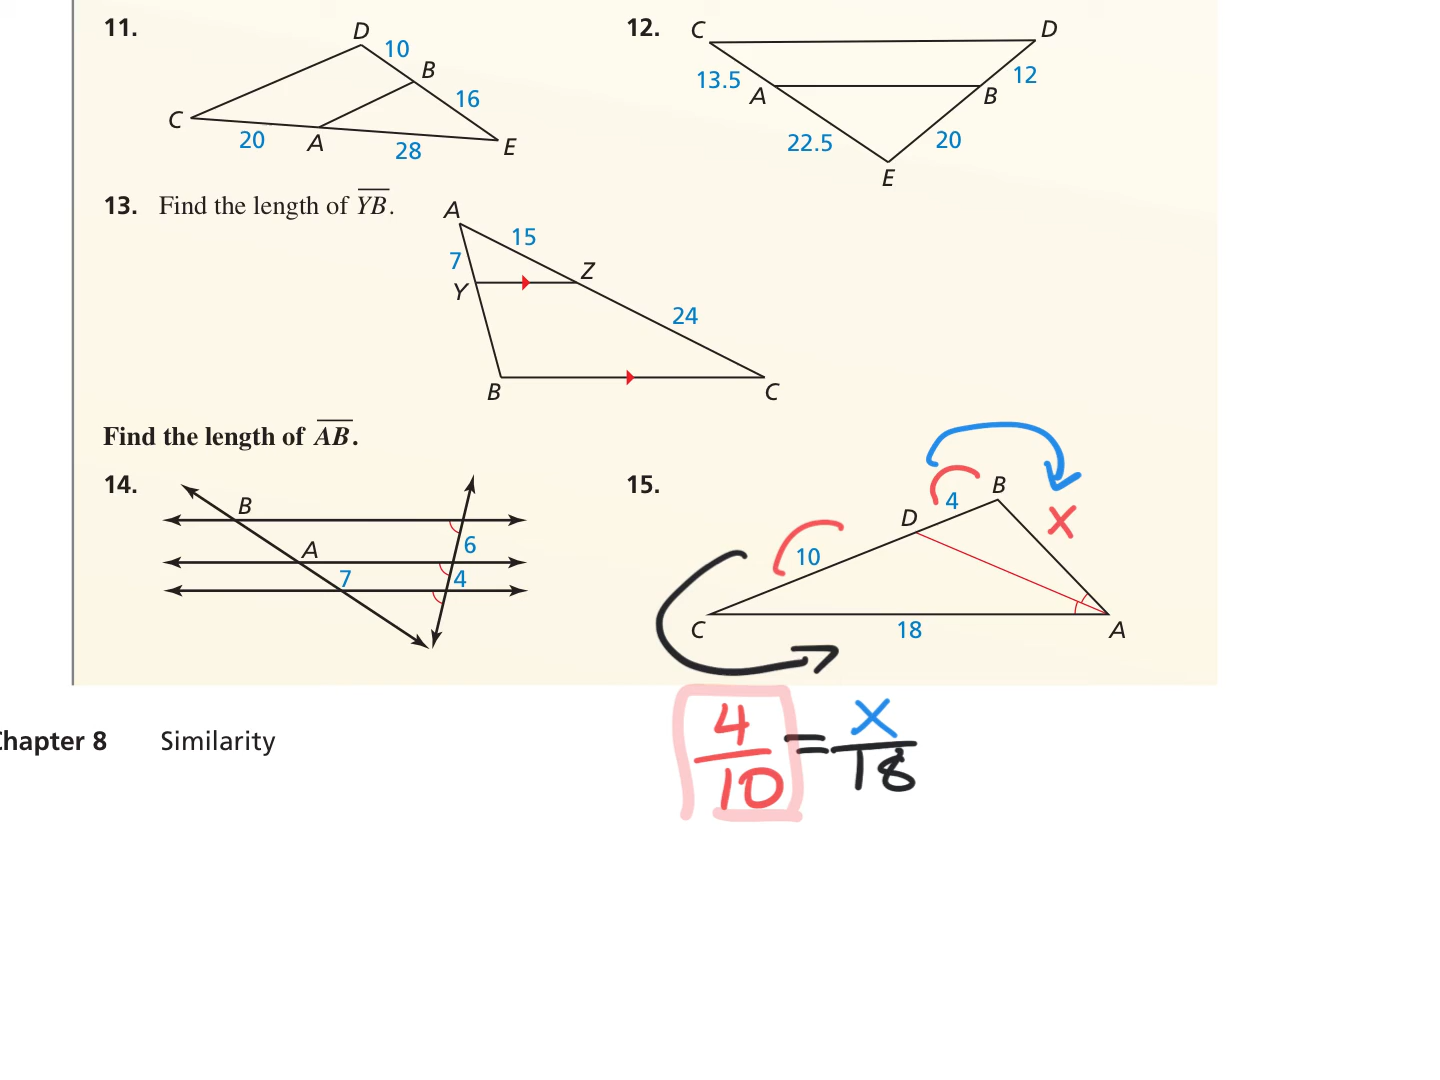 11.
D
10
B
16
C
20
A
28
E
12.
C
D
13.5
A
12
B
22.5
20
E
13. Find the length of YB.
A
15
7
Z
Y
24
B
C
Find the length of AB.
14.
B
A
6
7
4
15.
B
4
D
x
10
C
18
A
4/10 = x/18
Chapter 8 Similarity